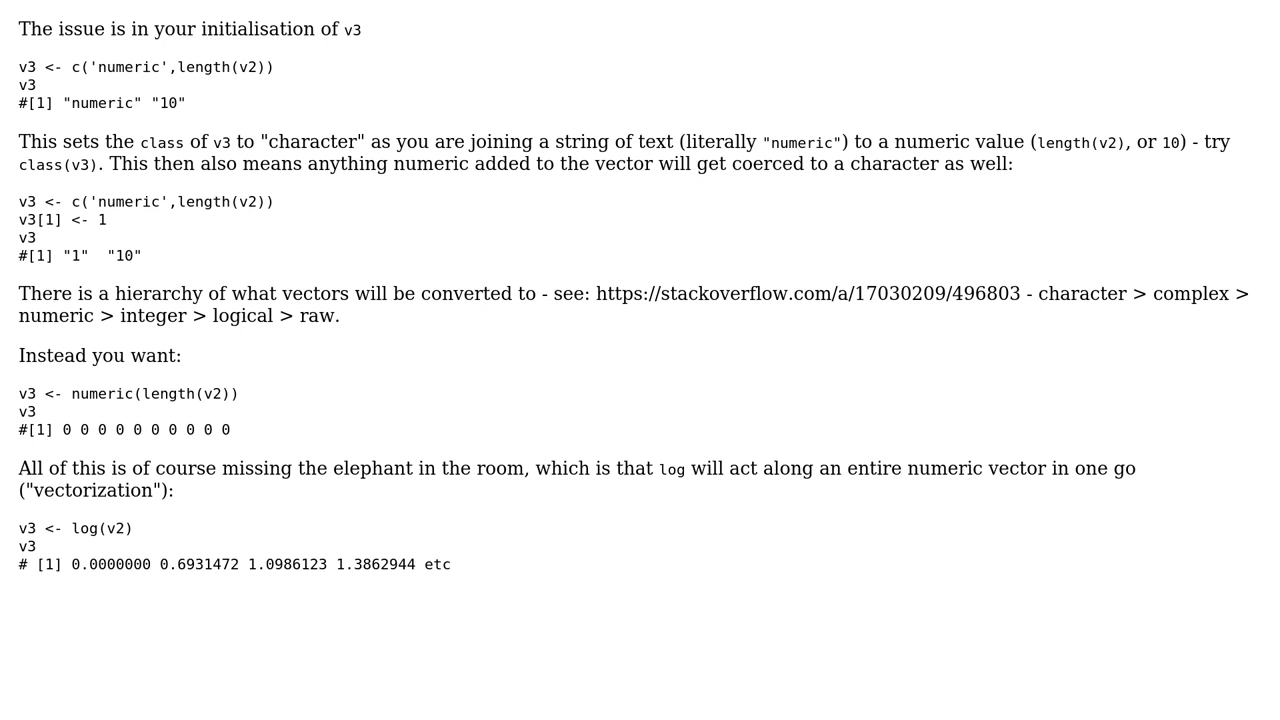 The issue is in your initialisation of v3
v3 <- c('numeric',length(v2))
v3
#[1] "numeric" "10"
This sets the class of v3 to "character" as you are joining a string of text (literally "numeric") to a numeric value (length(v2), or 10) - try
class(v3). This then also means anything numeric added to the vector will get coerced to a character as well:
v3 <- c('numeric',length(v2))
v3[1] <- 1
v3
#[1] "1"  "10"
There is a hierarchy of what vectors will be converted to - see: https://stackoverflow.com/a/17030209/496803 - character > complex >
numeric > integer > logical > raw.
Instead you want:
v3 <- numeric(length(v2))
v3
#[1] 0 0 0 0 0 0 0 0 0 0
All of this is of course missing the elephant in the room, which is that log will act along an entire numeric vector in one go
("vectorization"):
v3 <- log(v2)
v3
# [1] 0.0000000 0.6931472 1.0986123 1.3862944 etc